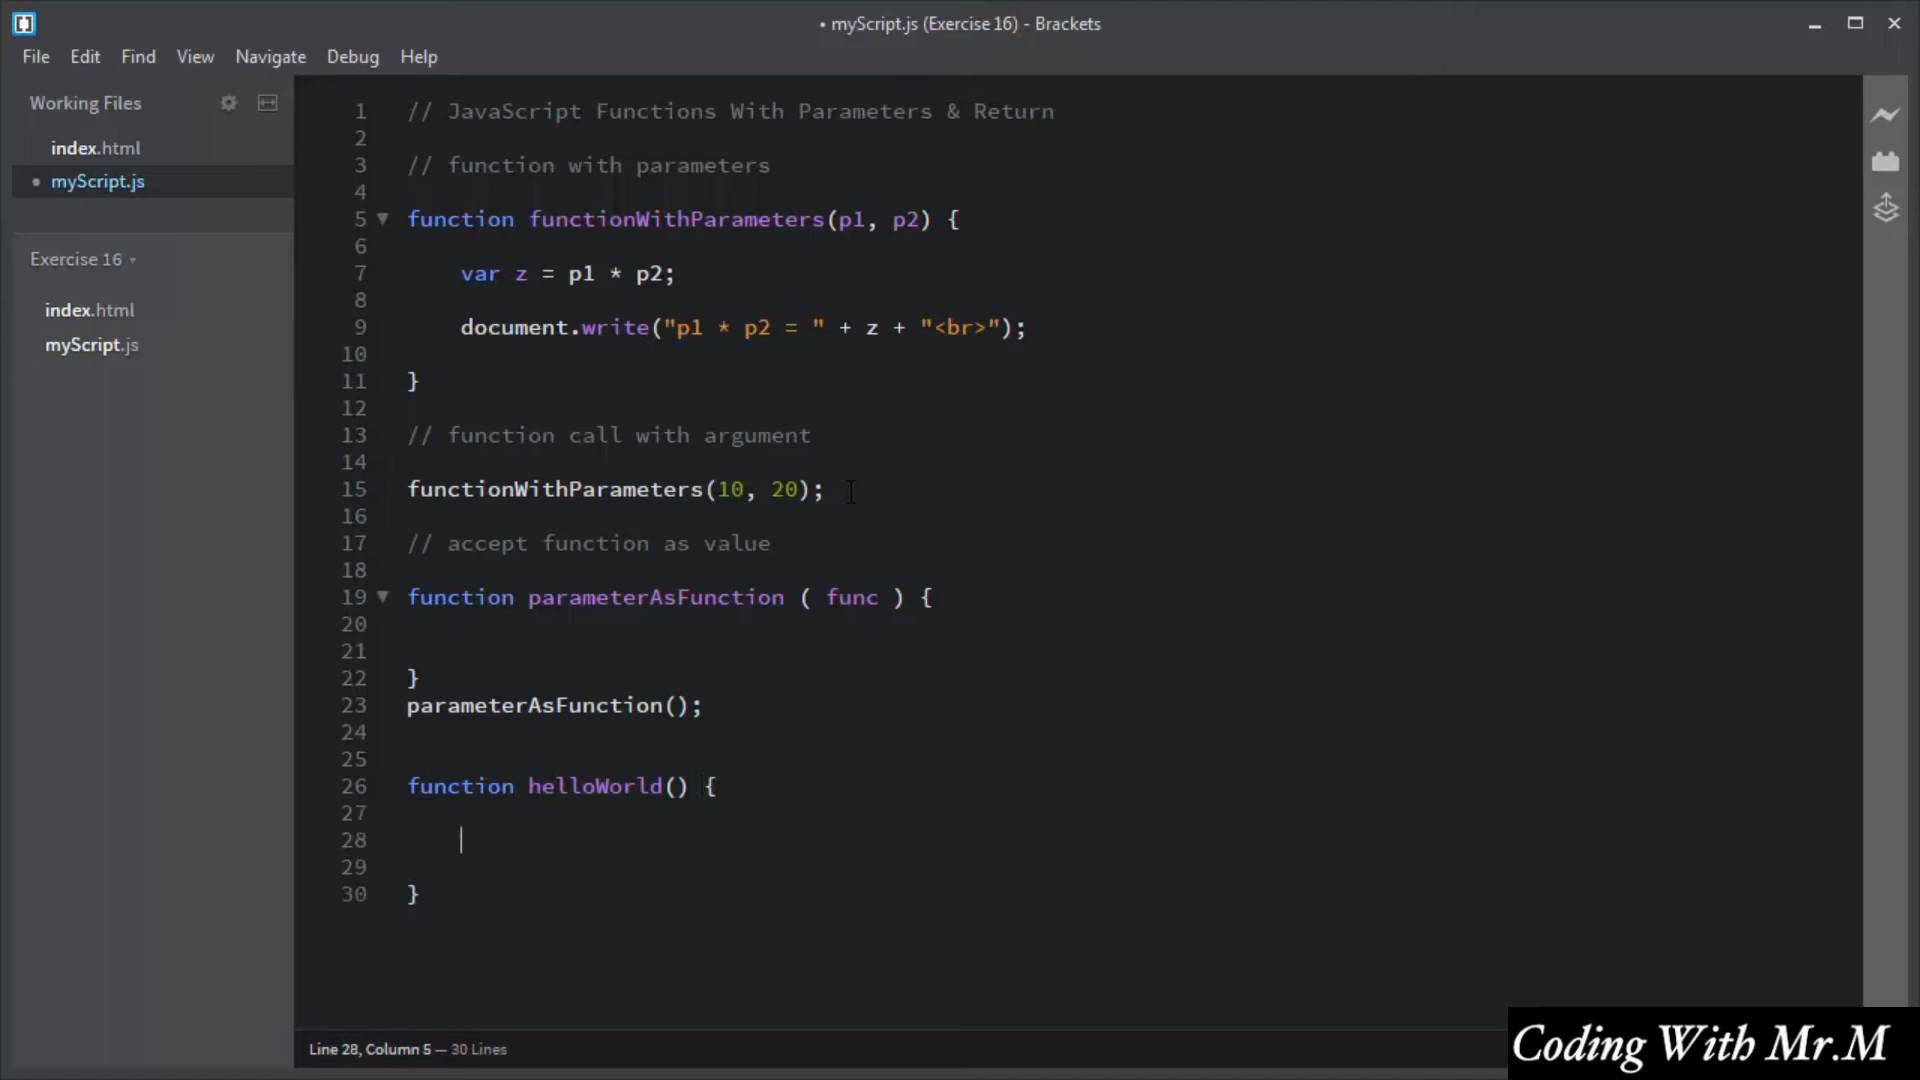 • myScript.js (Exercise 16) - Brackets
File Edit Find View Navigate Debug Help
Working Files
index.html
• myScript.js
Exercise 16
index.html
myScript.js
1 // JavaScript Functions With Parameters & Return
2
3 // function with parameters
4
5 function functionWithParameters(p1, p2) {
6
7 var z = p1 * p2;
8
9 document.write("p1 * p2 = " + z + "<br>");
10
11 }
12
13 // function call with argument
14
15 functionWithParameters(10, 20);
16
17 // accept function as value
18
19 function parameterAsFunction ( func ) {
20
21
22 }
23 parameterAsFunction();
24
25
26 function helloWorld() {
27
28
29
30 }
Line 28, Column 5 — 30 Lines
Coding With Mr.M